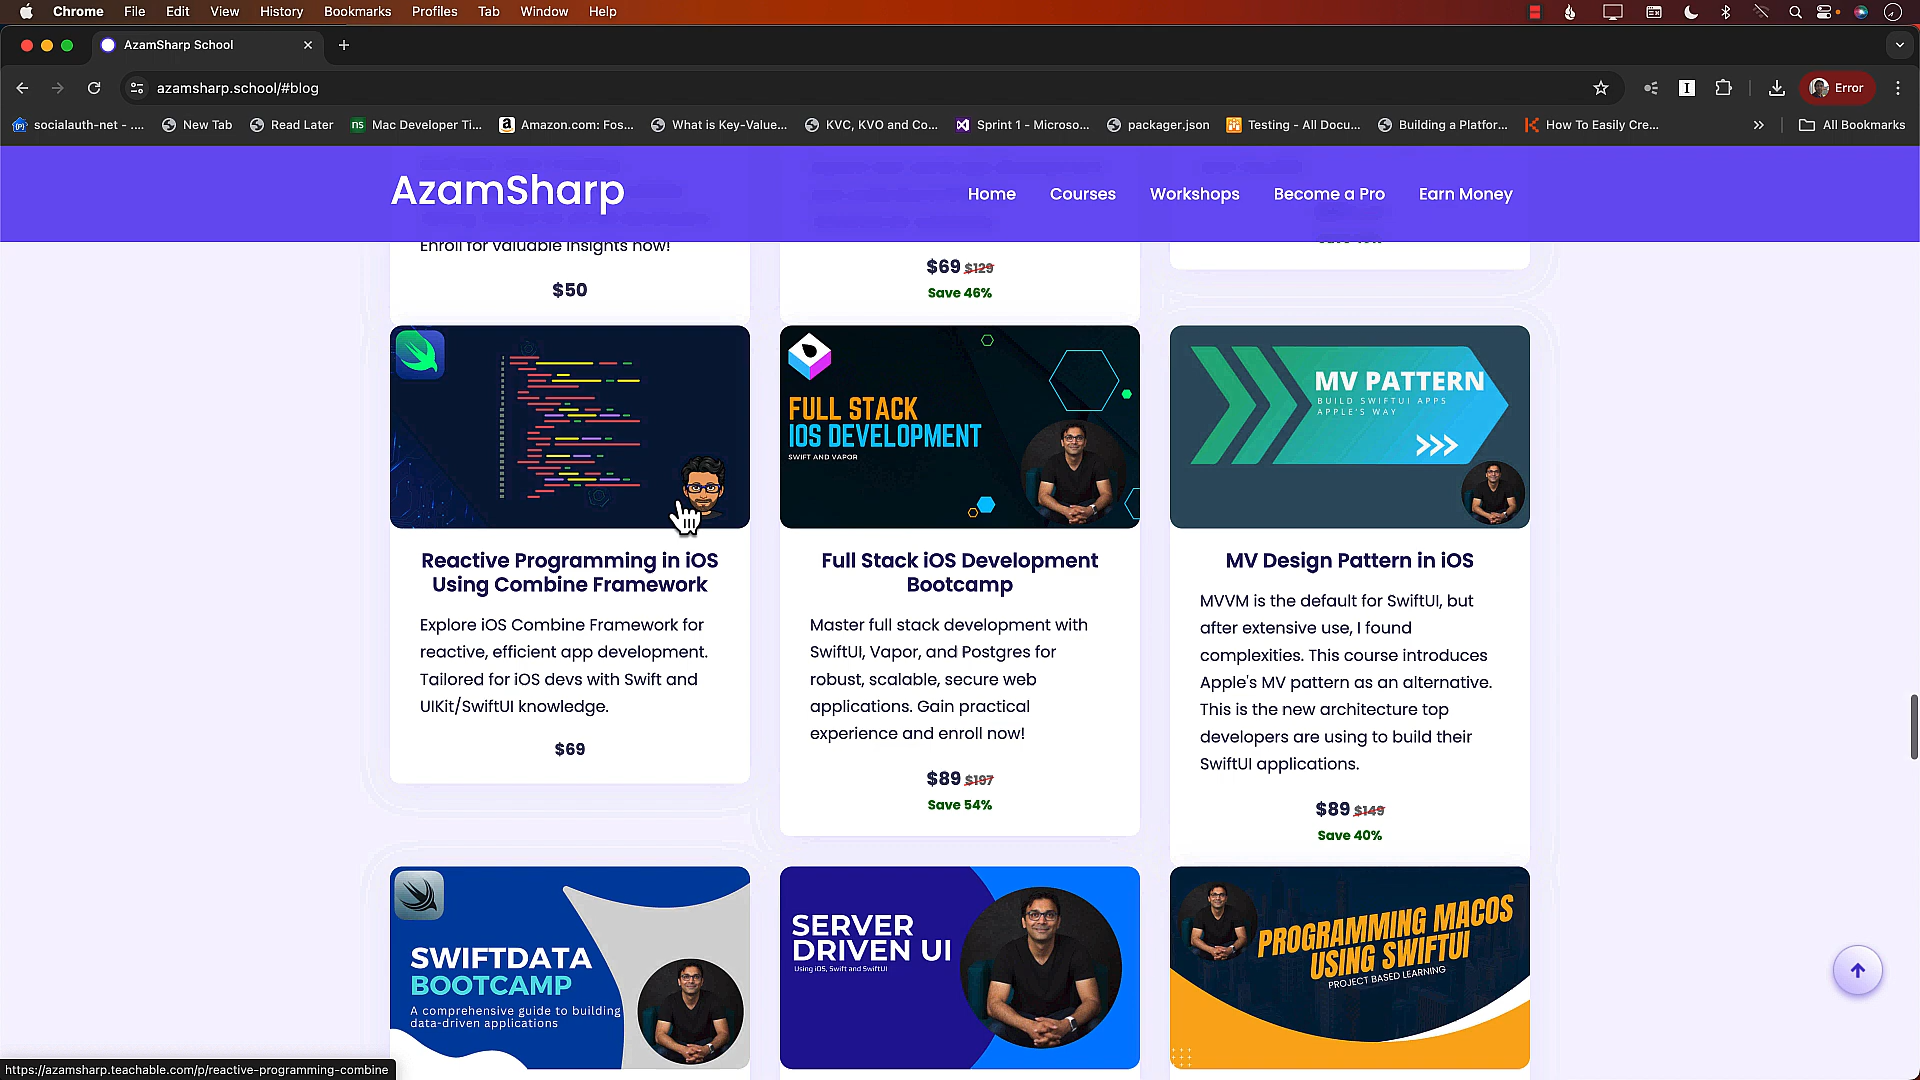 Chrome File Edit View History Bookmarks Profiles Tab Window Help
AzamSharp School
azamsharp.school/#blog
Error
socialauth-net - ....
New Tab
Read Later
ns Mac Developer Ti...
Amazon.com: Fos...
What is Key-Value...
KVC, KVO and Co...
Sprint 1 - Microso...
packager.json
Testing - All Docu...
Building a Platfor...
How To Easily Cre...
All Bookmarks
AzamSharp
Home
Courses
Workshops
Become a Pro
Earn Money
Enroll for valuable insights now!
$50
$69 $129
Save 46%
Reactive Programming in iOS
Using Combine Framework
Explore iOS Combine Framework for
reactive, efficient app development.
Tailored for iOS devs with Swift and
UIKit/SwiftUI knowledge.
$69
FULL STACK
IOS DEVELOPMENT
SWIFT AND VAPOR
Full Stack iOS Development
Bootcamp
Master full stack development with
SwiftUI, Vapor, and Postgres for
robust, scalable, secure web
applications. Gain practical
experience and enroll now!
$89 $197
Save 54%
MV PATTERN
BUILD SWIFTUI APPS
APPLE'S WAY
MV Design Pattern in iOS
MVVM is the default for SwiftUI, but
after extensive use, I found
complexities. This course introduces
Apple's MV pattern as an alternative.
This is the new architecture top
developers are using to build their
SwiftUI applications.
$89 $149
Save 40%
SWIFTDATA
BOOTCAMP
A comprehensive guide to building
data-driven applications
SERVER
DRIVEN UI
Using iOS, Swift and SwiftUI
PROGRAMMING MACOS
USING SWIFTUI
PROJECT BASED LEARNING
https://azamsharp.teachable.com/p/reactive-programming-combine